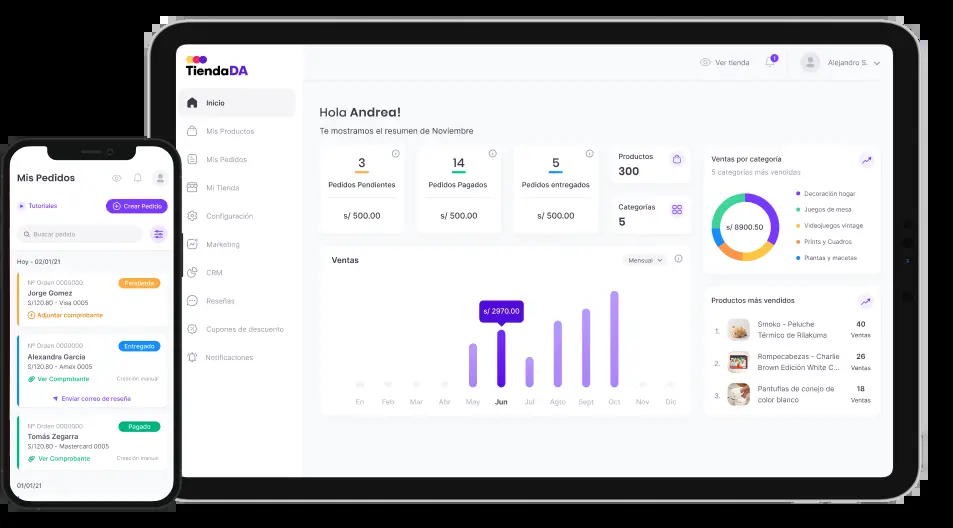 Mis Pedidos
Tutoriales
Crear Pedido
Buscar pedido
Hoy - 02/01/21
Nº Orden 0000000
Pendiente
Jorge Gomez
S/120.80 - Visa 0005
Adjuntar comprobante
Nº Orden 0000000
Entregado
Alexandra García
S/120.80 - Amex 0005
Ver Comprobante
Creación manual
Enviar correo de reseña
Nº Orden 0000000
Pagado
Tomás Zegarra
S/120.80 - Mastercard 0005
Ver Comprobante
Creación manual
01/01/21
TiendaDA
Inicio
Mis Productos
Mis Pedidos
Mi Tienda
Configuración
Marketing
CRM
Reseñas
Cupones de descuento
Notificaciones
Ver tienda
1
Alejandro S.
Hola Andrea!
Te mostramos el resumen de Noviembre
3
Pedidos Pendientes
s/ 500.00
14
Pedidos Pagados
s/ 500.00
5
Pedidos entregados
s/ 500.00
Productos
300
Categorías
5
Ventas por categoría
5 categorías más vendidas
s/ 8900.50
Decoración hogar
Juegos de mesa
Videojuegos vintage
Prints y Cuadros
Plantas y macetas
Ventas
Mensual
s/ 2970.00
En
Feb
Mar
Abr
May
Jun
Jul
Agto
Sept
Oct
Nov
Dic
Productos más vendidos
1.
Smoko - Peluche
Térmico de Rilakuma
40
Ventas
2.
Rompecabezas - Charlie
Brown Edición White C...
26
Ventas
3.
Pantuflas de conejo de
color blanco
18
Ventas